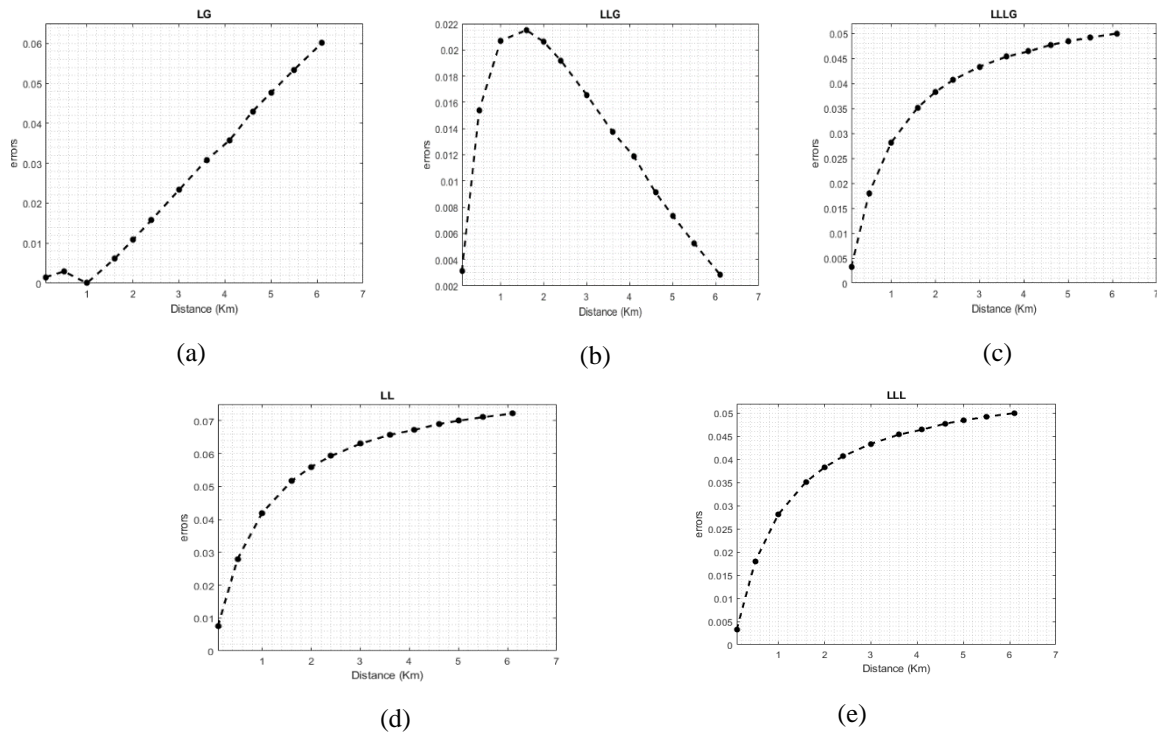 LG
0.06
0.05
0.04
0.03
0.02
0.01
0
errors
1 2 3 4 5 6 7
Distance (Km)
(a)
LLG
0.022
0.02
0.018
0.016
0.014
0.012
0.01
0.008
0.006
0.004
0.002
errors
1 2 3 4 5 6 7
Distance (Km)
(b)
LLLG
0.05
0.045
0.04
0.035
0.03
0.025
0.02
0.015
0.01
0.005
0
errors
1 2 3 4 5 6 7
Distance (Km)
(c)
LL
0.07
0.06
0.05
0.04
0.03
0.02
0.01
0
errors
1 2 3 4 5 6 7
Distance (Km)
(d)
LLL
0.05
0.045
0.04
0.035
0.03
0.025
0.02
0.015
0.01
0.005
0
errors
1 2 3 4 5 6 7
Distance (Km)
(e)